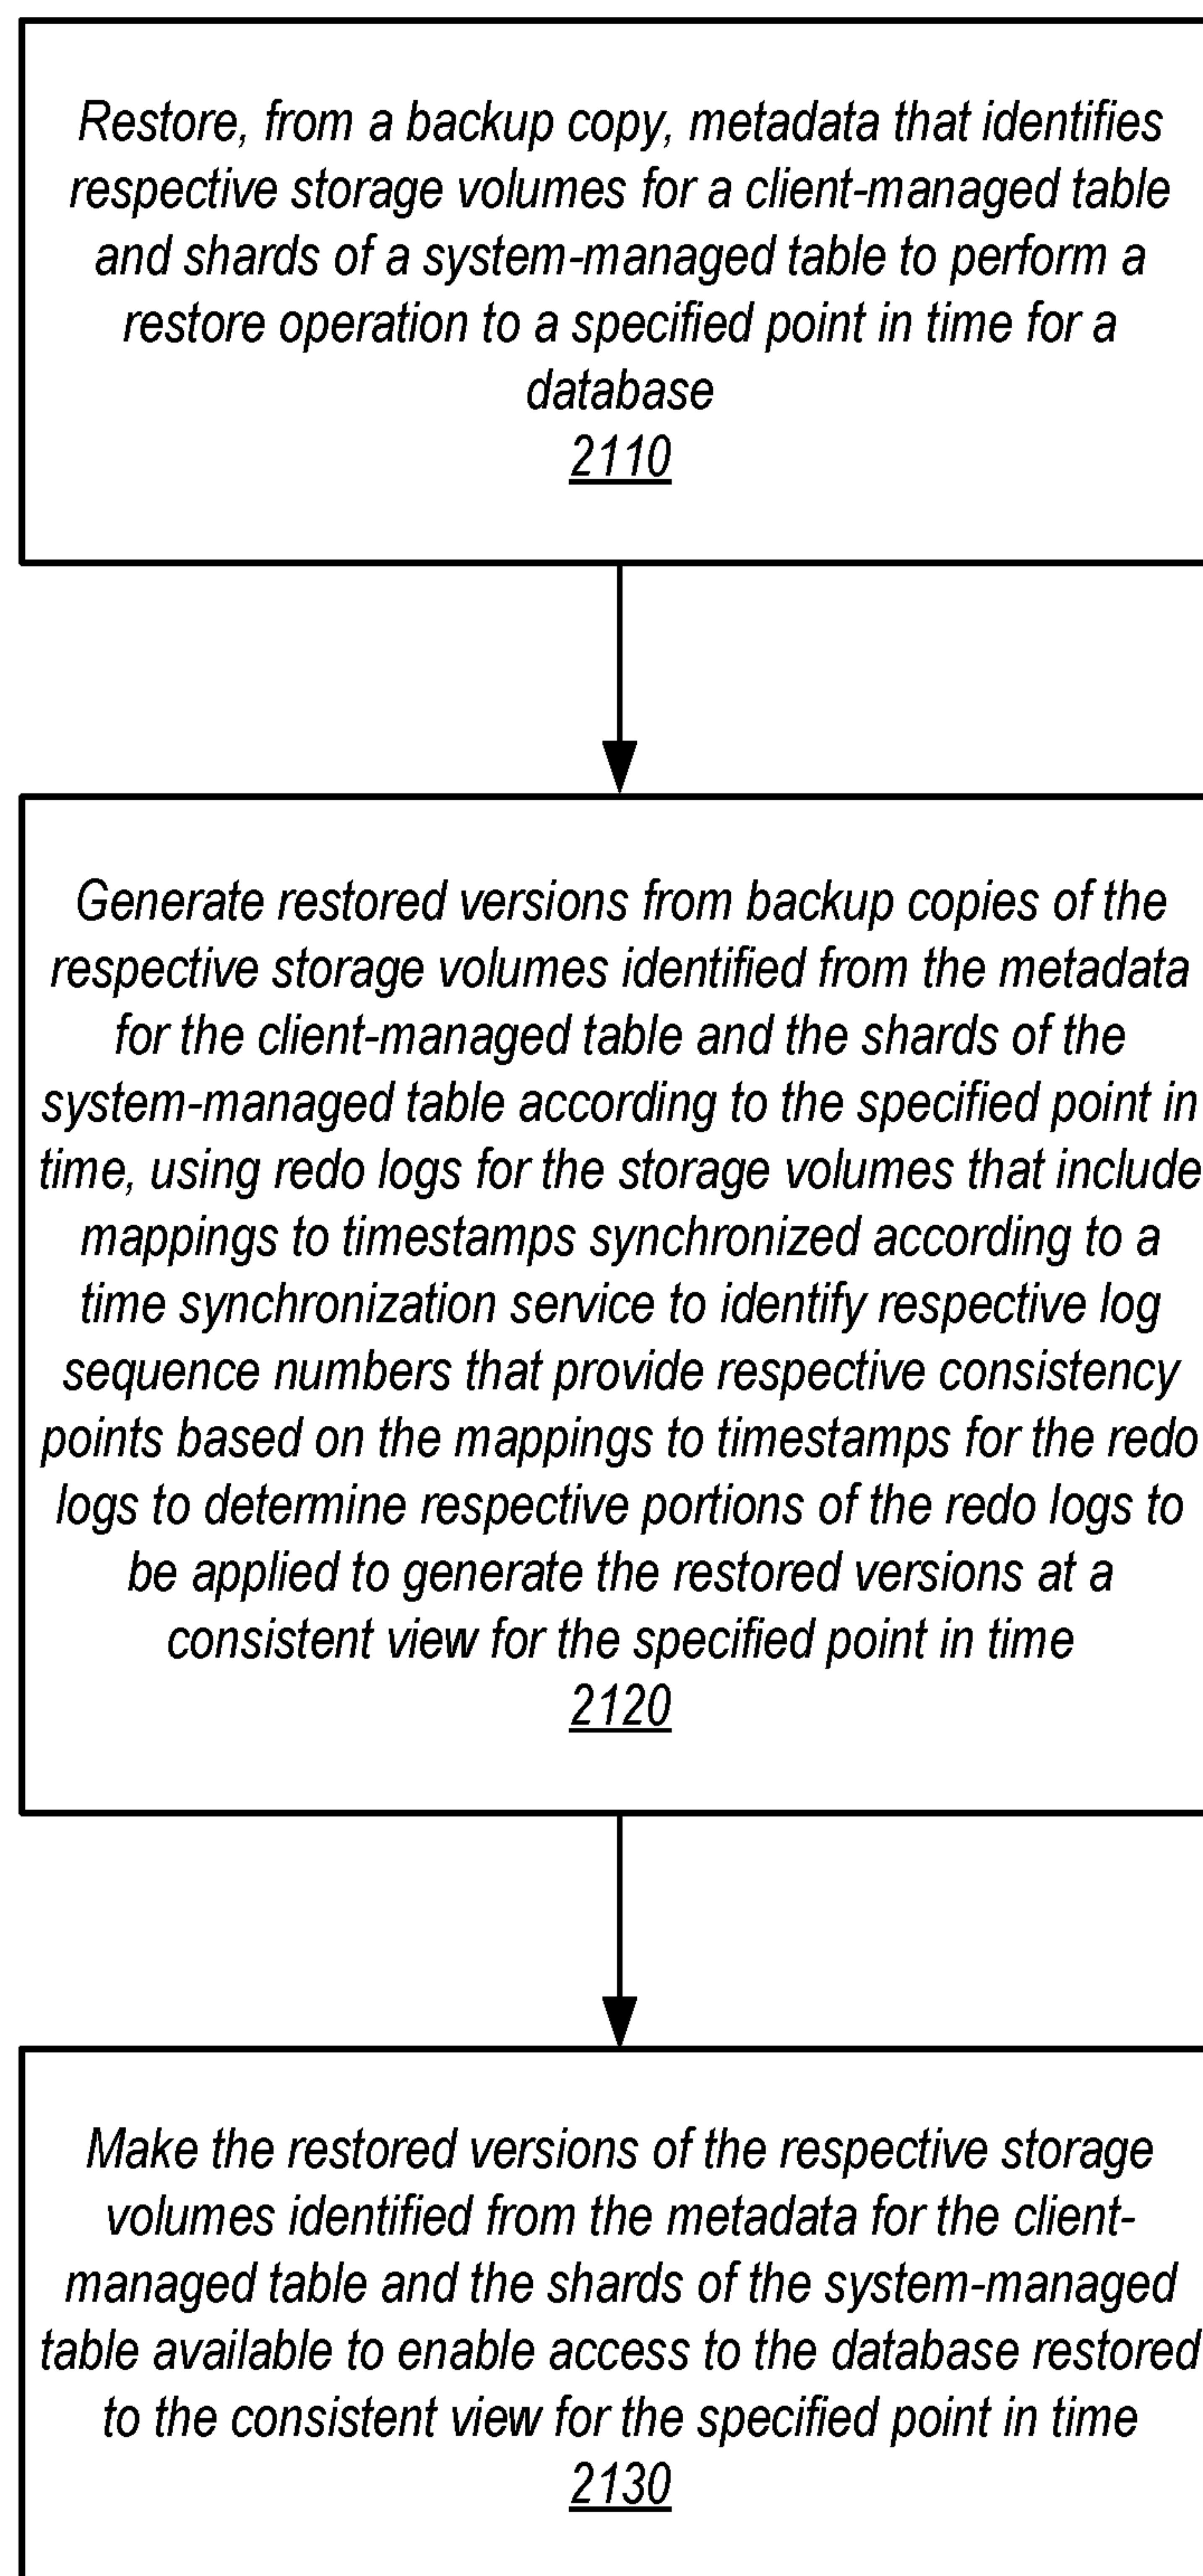 Restore, from a backup copy, metadata that identifies
respective storage volumes for a client-managed table
and shards of a system-managed table to perform a
restore operation to a specified point in time for a
database
2110
Generate restored versions from backup copies of the
respective storage volumes identified from the metadata
for the client-managed table and the shards of the
system-managed table according to the specified point in
time, using redo logs for the storage volumes that include
mappings to timestamps synchronized according to a
time synchronization service to identify respective log
sequence numbers that provide respective consistency
points based on the mappings to timestamps for the redo
logs to determine respective portions of the redo logs to
be applied to generate the restored versions at a
consistent view for the specified point in time
2120
Make the restored versions of the respective storage
volumes identified from the metadata for the client-
managed table and the shards of the system-managed
table available to enable access to the database restored
to the consistent view for the specified point in time
2130